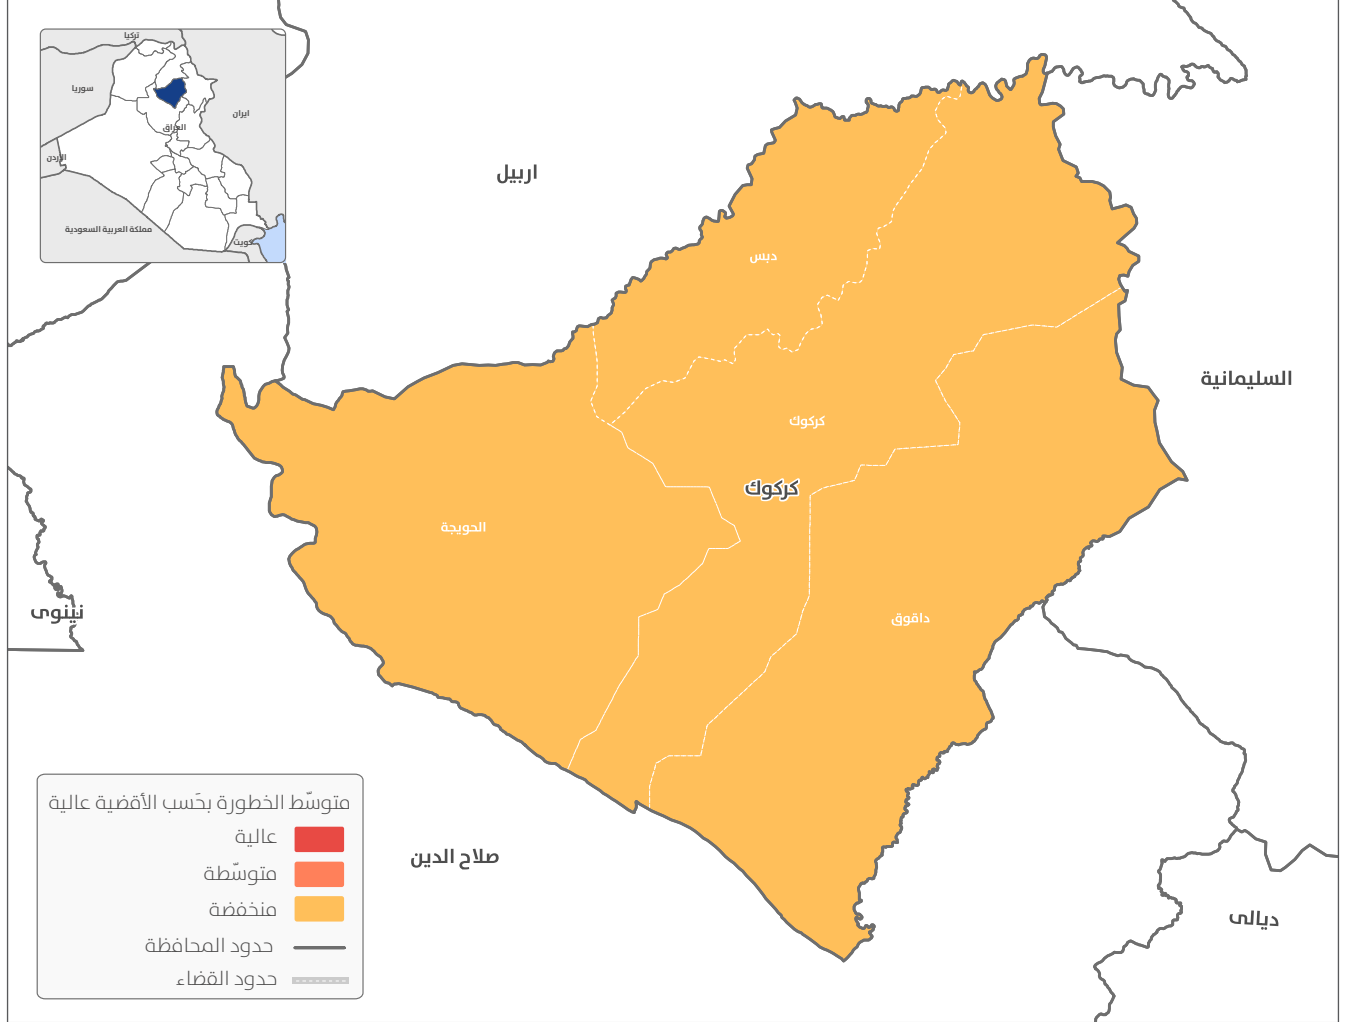 تركيا
سوريا
ايران
العراق
الاردن
مملكة العربية السعودية
كويت
اربيل
دبس
السليمانية
كركوك
كركوك
الحويجة
نينوى
داقوق
صلاح الدين
ديالى
متوسّط الخطورة بحَسب الأقضية عالية
عالية
متوسّطة
منخفضة
حدود المحافظة
حدود القضاء